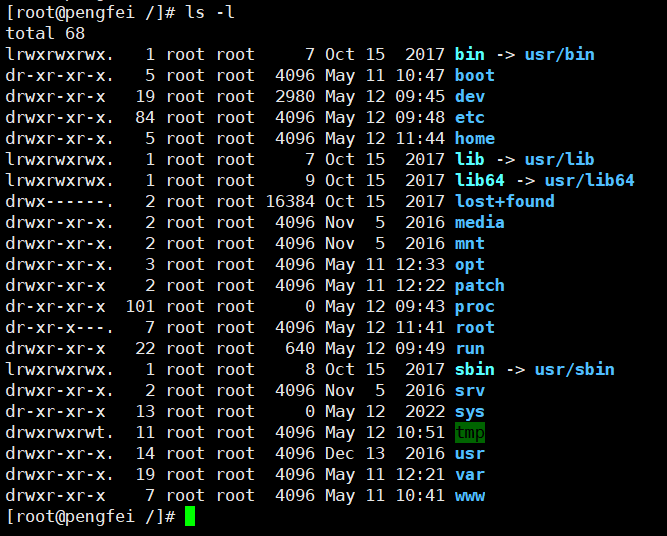 [root@pengfei /]# ls -l
total 68
lrwxrwxrwx.   1 root root     7 Oct 15  2017 bin -> usr/bin
dr-xr-xr-x.   5 root root  4096 May 11 10:47 boot
drwxr-xr-x   19 root root  2980 May 12 09:45 dev
drwxr-xr-x.  84 root root  4096 May 12 09:48 etc
drwxr-xr-x.   5 root root  4096 May 12 11:44 home
lrwxrwxrwx.   1 root root     7 Oct 15  2017 lib -> usr/lib
lrwxrwxrwx.   1 root root     9 Oct 15  2017 lib64 -> usr/lib64
drwx------.   2 root root 16384 Oct 15  2017 lost+found
drwxr-xr-x.   2 root root  4096 Nov  5  2016 media
drwxr-xr-x.   2 root root  4096 Nov  5  2016 mnt
drwxr-xr-x.   3 root root  4096 May 11 12:33 opt
drwxr-xr-x    2 root root  4096 May 11 12:22 patch
dr-xr-xr-x  101 root root     0 May 12 09:43 proc
dr-xr-x---.   7 root root  4096 May 12 11:41 root
drwxr-xr-x   22 root root   640 May 12 09:49 run
lrwxrwxrwx.   1 root root     8 Oct 15  2017 sbin -> usr/sbin
drwxr-xr-x.   2 root root  4096 Nov  5  2016 srv
dr-xr-xr-x   13 root root     0 May 12  2022 sys
drwxrwxrwt.  11 root root  4096 May 12 10:51 tmp
drwxr-xr-x.  14 root root  4096 Dec 13  2016 usr
drwxr-xr-x.  19 root root  4096 May 11 12:21 var
drwxr-xr-x    7 root root  4096 May 11 10:41 www
[root@pengfei /]#